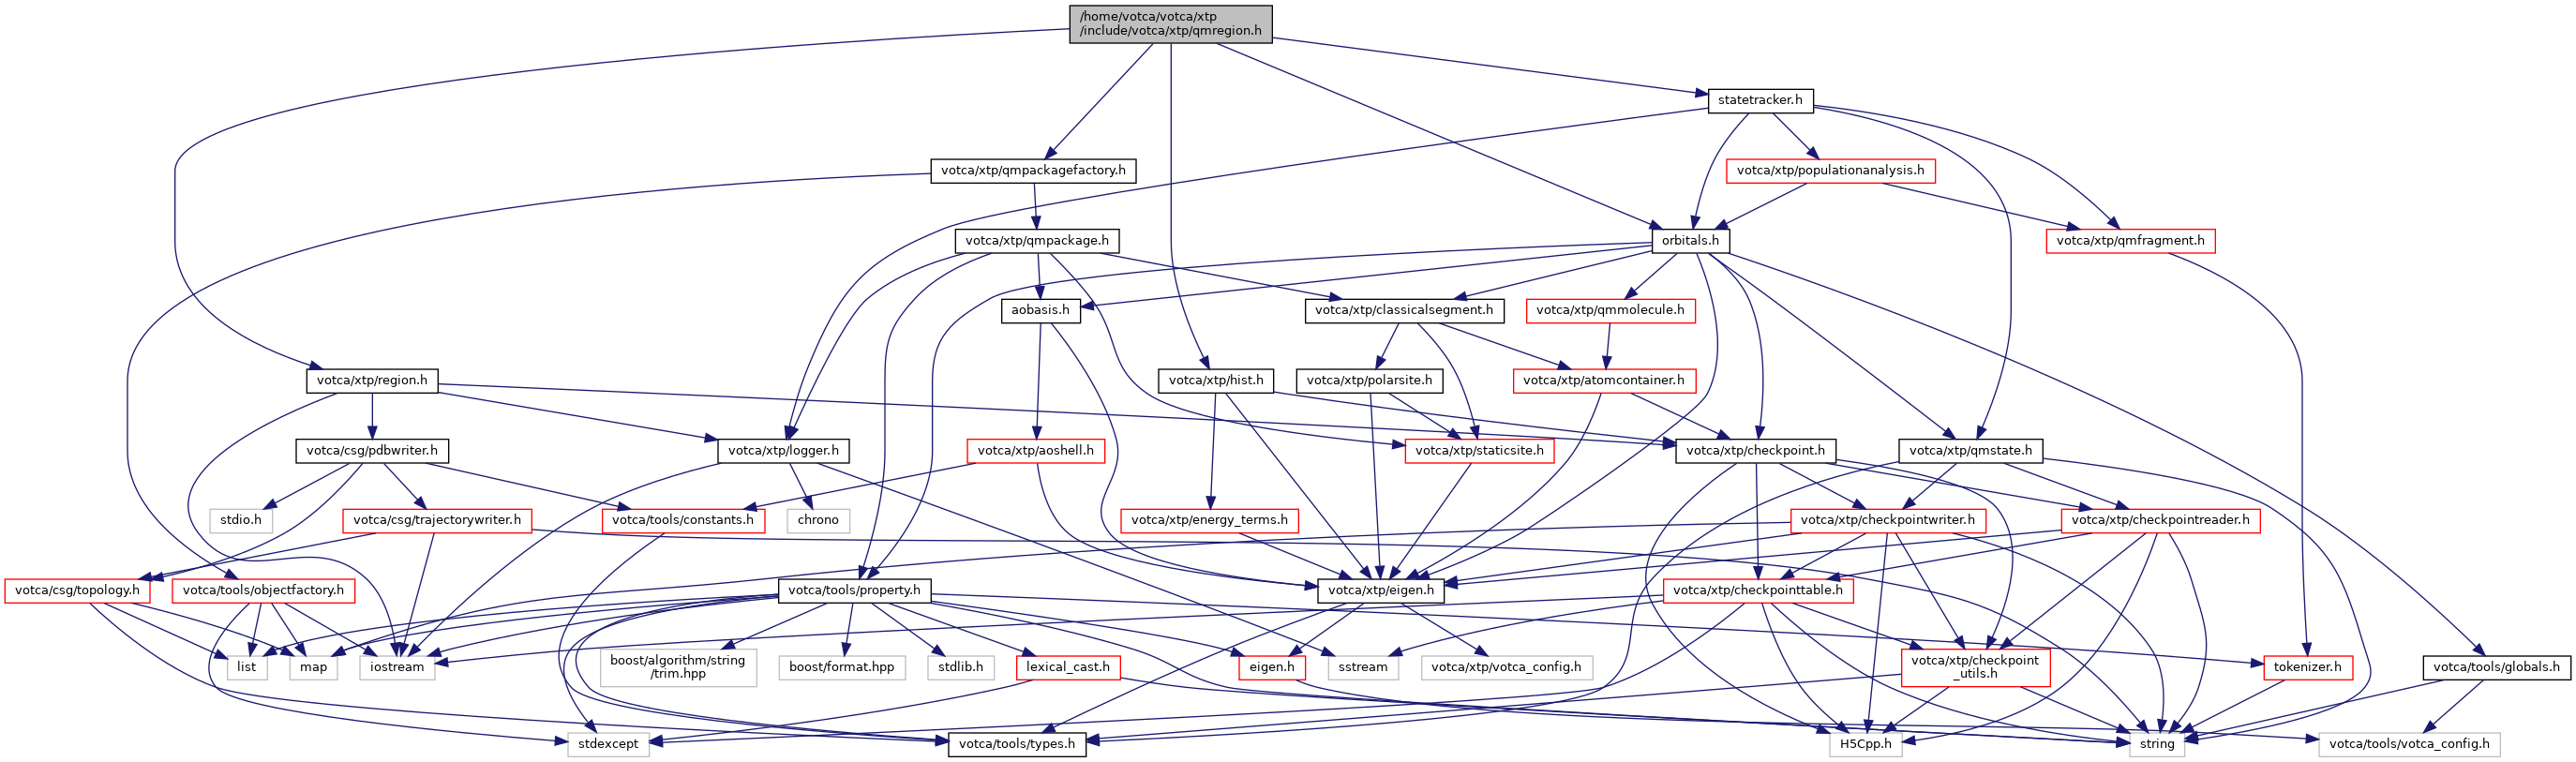 /home/votca/votca/xtp
/include/votca/xtp/qmregion.h
statetracker.h
votca/xtp/qmpackagefactory.h
votca/xtp/populationanalysis.h
votca/xtp/qmpackage.h
orbitals.h
votca/xtp/qmfragment.h
aobasis.h
votca/xtp/classicalsegment.h
votca/xtp/qmmolecule.h
votca/xtp/region.h
votca/xtp/hist.h
votca/xtp/polarsite.h
votca/xtp/atomcontainer.h
votca/csg/pdbwriter.h
votca/xtp/logger.h
votca/xtp/aoshell.h
votca/xtp/staticsite.h
votca/xtp/checkpoint.h
votca/xtp/qmstate.h
stdio.h
votca/csg/trajectorywriter.h
votca/tools/constants.h
chrono
votca/xtp/energy_terms.h
votca/xtp/checkpointwriter.h
votca/xtp/checkpointreader.h
votca/csg/topology.h
votca/tools/objectfactory.h
votca/tools/property.h
votca/xtp/eigen.h
votca/xtp/checkpointtable.h
list
map
iostream
boost/algorithm/string
/trim.hpp
boost/format.hpp
stdlib.h
lexical_cast.h
eigen.h
sstream
votca/xtp/votca_config.h
votca/xtp/checkpoint
_utils.h
tokenizer.h
votca/tools/globals.h
stdexcept
votca/tools/types.h
H5Cpp.h
string
votca/tools/votca_config.h